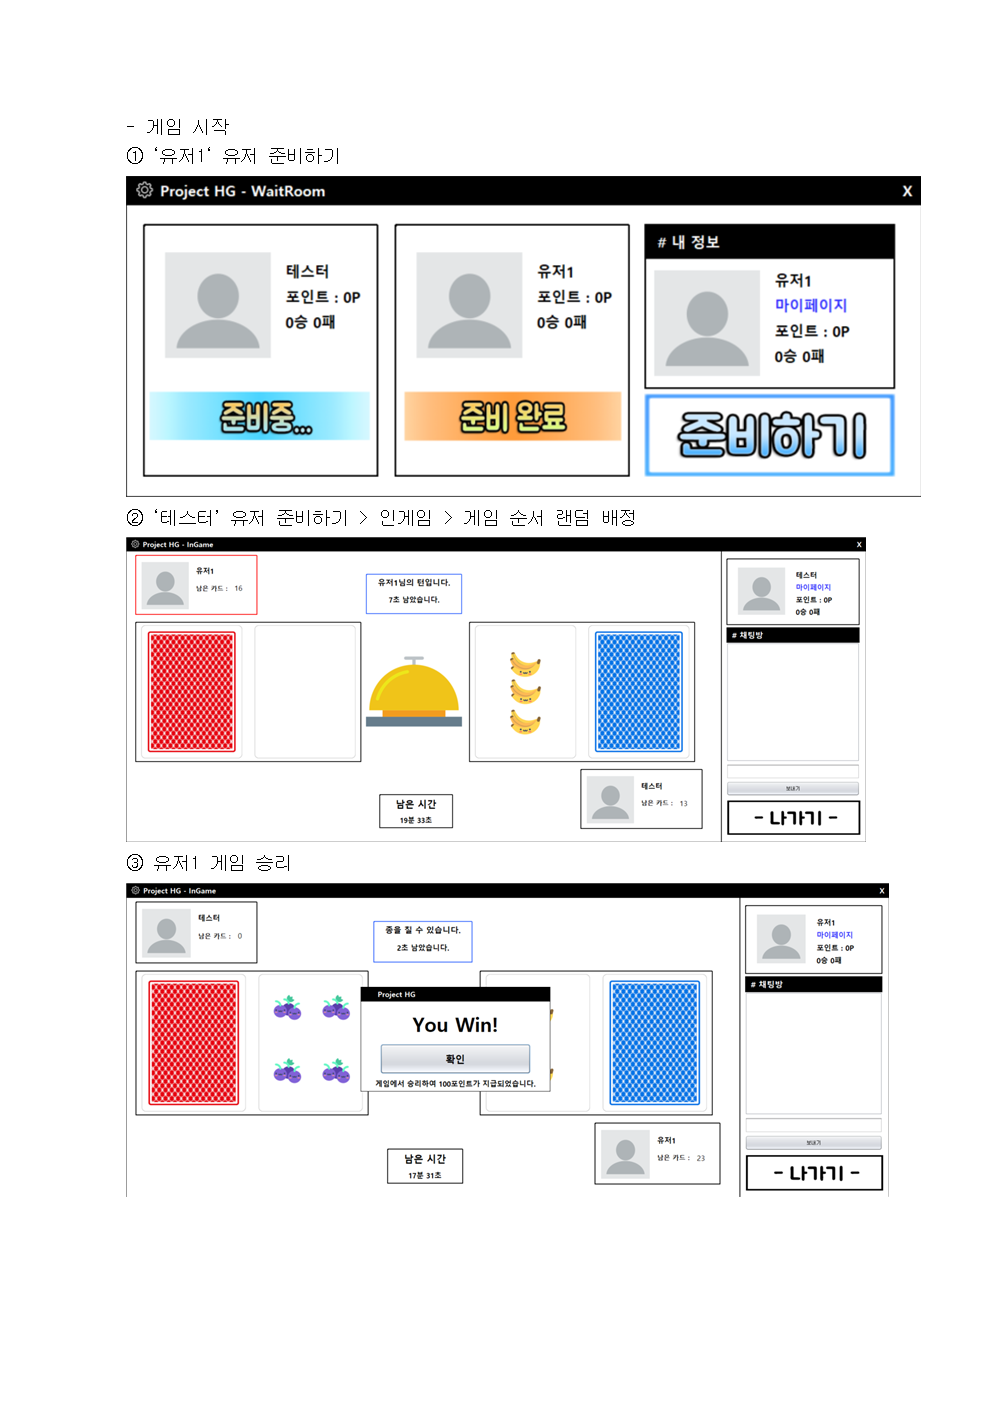 - 게임 시작
① ‘유저1‘ 유저 준비하기
Project HG - WaitRoom X
테스터
포인트 : 0P
0승 0패
준비중...
유저1
포인트 : 0P
0승 0패
준비 완료
# 내 정보
유저1
마이페이지
포인트 : 0P
0승 0패
준비하기
② ‘테스터’ 유저 준비하기 > 인게임 > 게임 순서 랜덤 배정
Project HG - InGame X
유저1
남은 카드 : 16
유저1님의 턴입니다.
7초 남았습니다.
남은 시간
19분 33초
테스터
남은 카드 : 13
테스터
마이페이지
포인트 : 0P
0승 0패
# 채팅방
보내기
- 나가기 -
③ 유저1 게임 승리
Project HG - InGame X
테스터
남은 카드 : 0
종을 칠 수 있습니다.
2초 남았습니다.
Project HG
You Win!
확인
게임에서 승리하여 100포인트가 지급되었습니다.
남은 시간
17분 31초
유저1
남은 카드 : 23
유저1
마이페이지
포인트 : 0P
0승 0패
# 채팅방
보내기
- 나가기 -